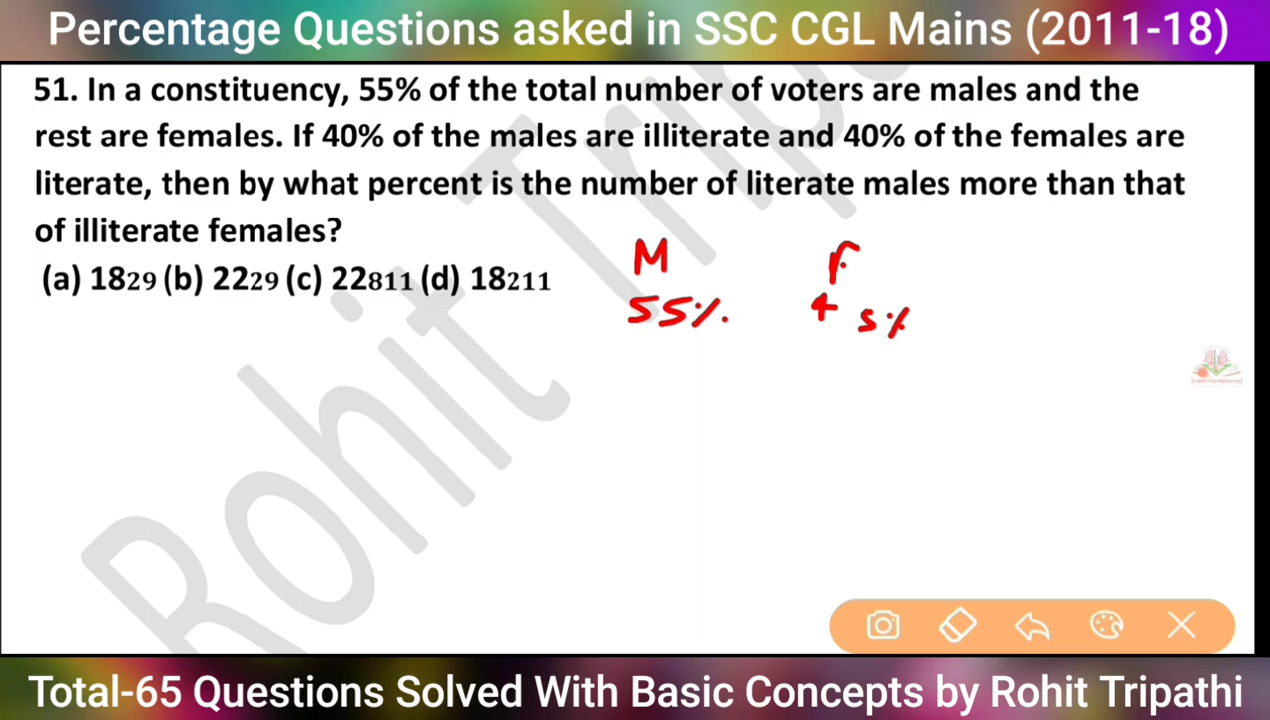 Percentage Questions asked in SSC CGL Mains (2011-18)
51. In a constituency, 55% of the total number of voters are males and the
rest are females. If 40% of the males are illiterate and 40% of the females are
literate, then by what percent is the number of literate males more than that
of illiterate females?
(a) 1829 (b) 2229 (c) 22811 (d) 18211
M F
55% 45%
Rohit Trip
Total-65 Questions Solved With Basic Concepts by Rohit Tripathi